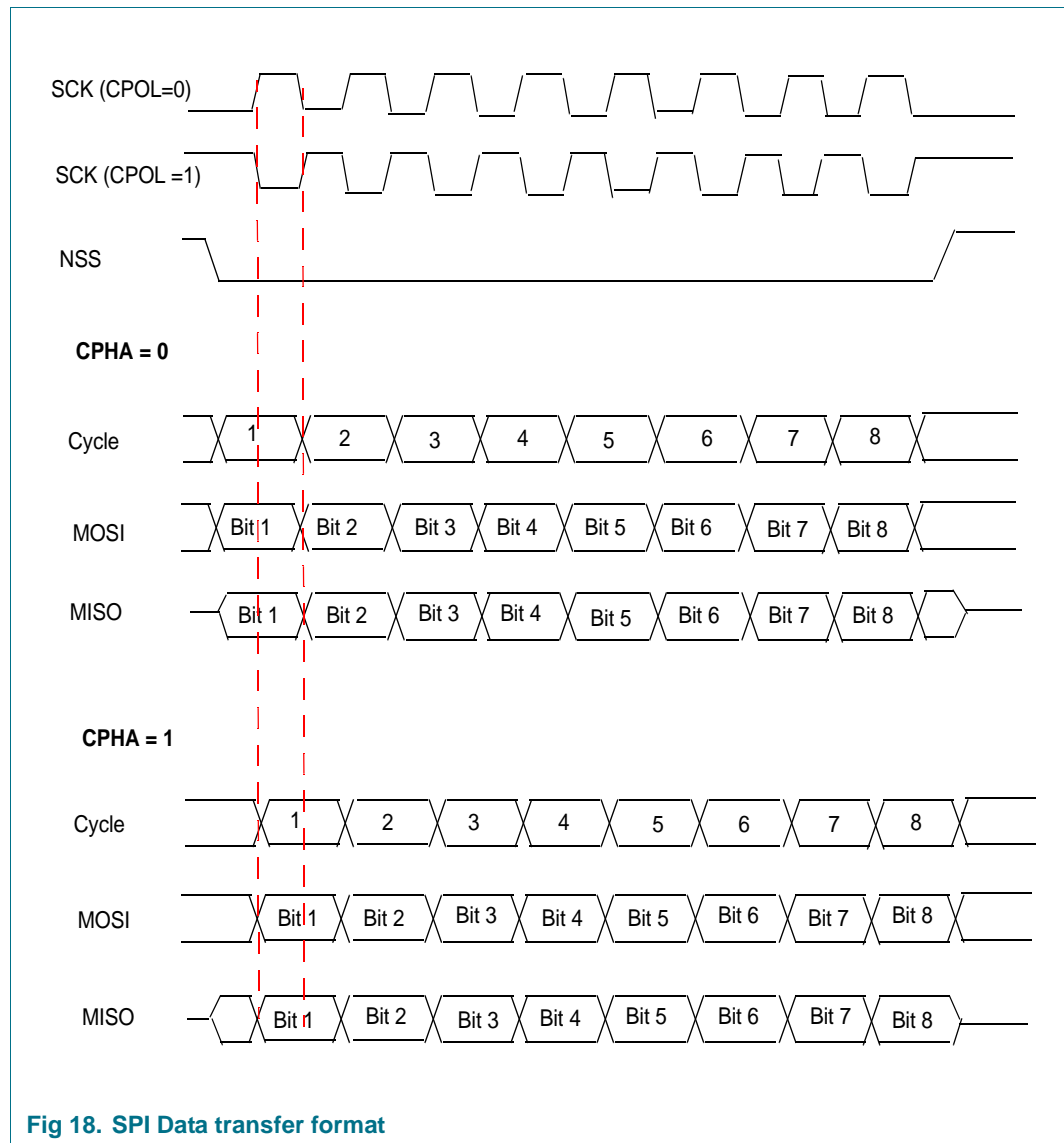 SCK (CPOL=0)
SCK (CPOL =1)
NSS
CPHA = 0
Cycle 1 2 3 4 5 6 7 8
MOSI Bit 1 Bit 2 Bit 3 Bit 4 Bit 5 Bit 6 Bit 7 Bit 8
MISO Bit 1 Bit 2 Bit 3 Bit 4 Bit 5 Bit 6 Bit 7 Bit 8
CPHA = 1
Cycle 1 2 3 4 5 6 7 8
MOSI Bit 1 Bit 2 Bit 3 Bit 4 Bit 5 Bit 6 Bit 7 Bit 8
MISO Bit 1 Bit 2 Bit 3 Bit 4 Bit 5 Bit 6 Bit 7 Bit 8
Fig 18. SPI Data transfer format